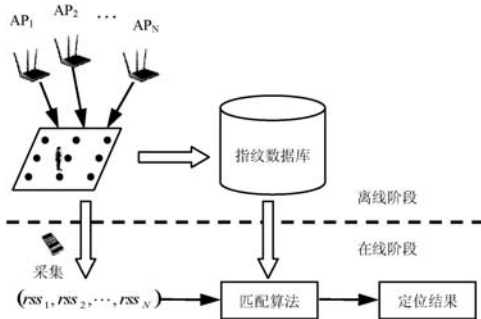 AP1 AP2 ··· APN
指纹数据库
离线阶段
在线阶段
采集
(rss1, rss2, ···, rssN)
匹配算法
定位结果